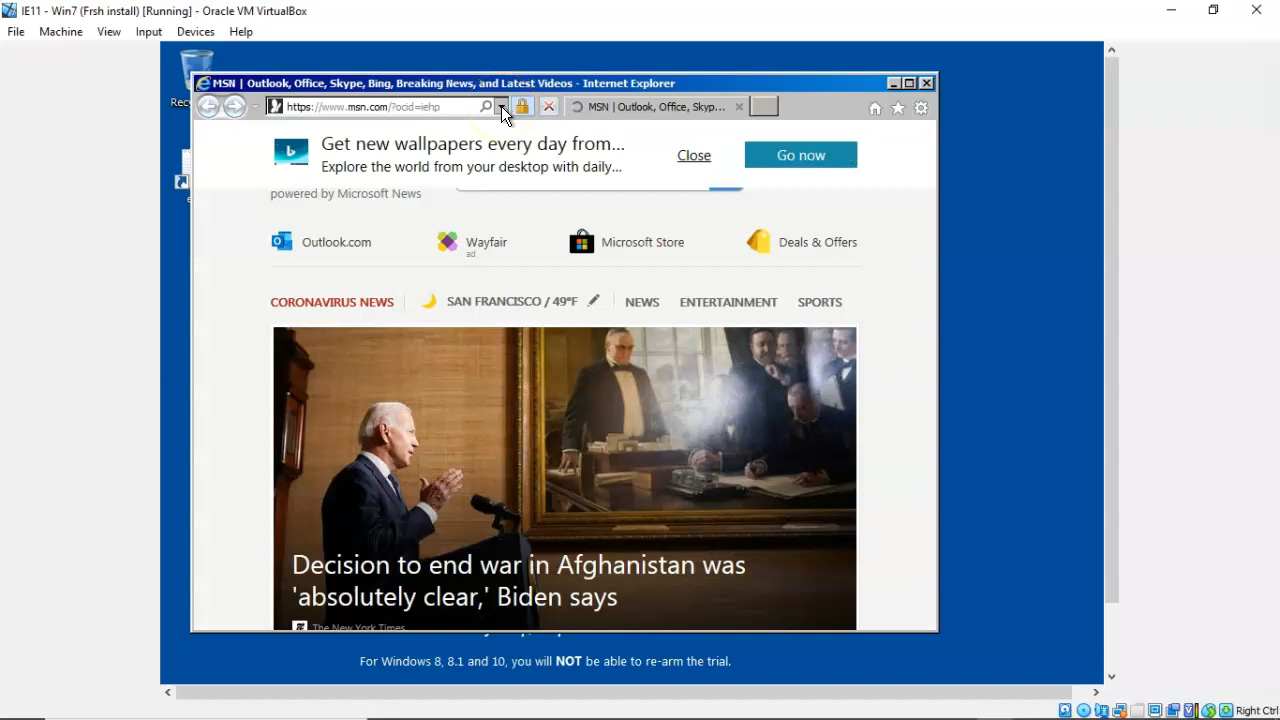 IE11 - Win7 (Frsh install) [Running] - Oracle VM VirtualBox
File Machine View Input Devices Help
MSN | Outlook, Office, Skype, Bing, Breaking News, and Latest Videos - Internet Explorer
https://www.msn.com/?ocid=iehp
MSN | Outlook, Office, Skyp...
Get new wallpapers every day from...
Explore the world from your desktop with daily...
Close
Go now
powered by Microsoft News
Outlook.com
Wayfair
ad
Microsoft Store
Deals & Offers
CORONAVIRUS NEWS
SAN FRANCISCO / 49°F
NEWS
ENTERTAINMENT
SPORTS
Decision to end war in Afghanistan was
'absolutely clear,' Biden says
The New York Times
For Windows 8, 8.1 and 10, you will NOT be able to re-arm the trial.
Right Ctrl